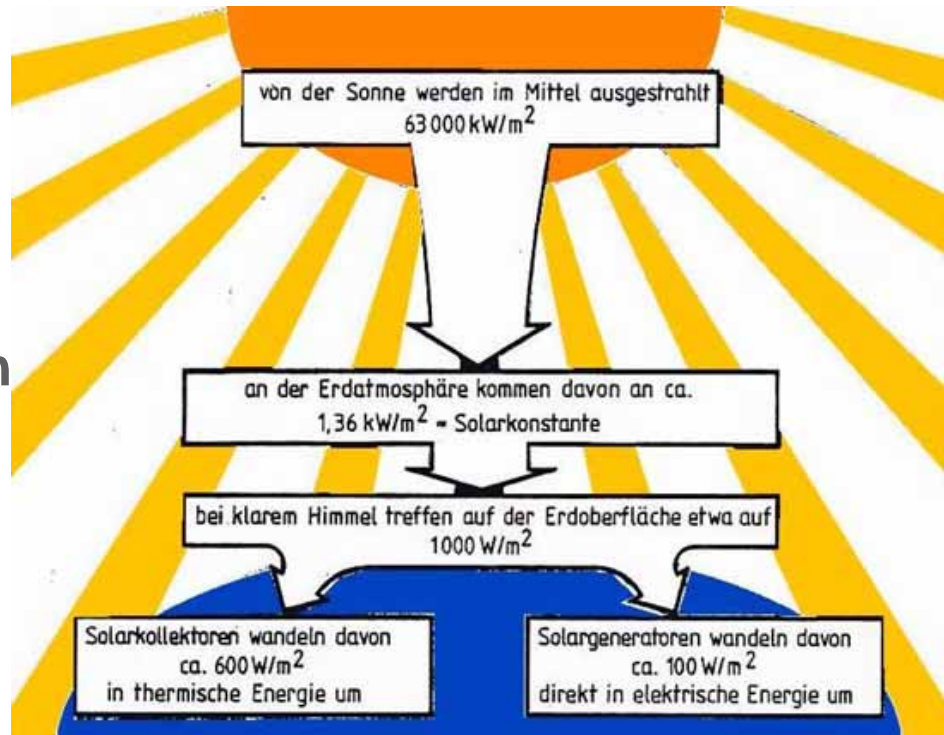 von der Sonne werden im Mittel ausgestrahlt
63 000 kW/m²
an der Erdatmosphäre kommen davon an ca.
1,36 kW/m² = Solarkonstante
bei klarem Himmel treffen auf der Erdoberfläche etwa auf
1000 W/m²
Solarkollektoren wandeln davon
ca. 600 W/m²
in thermische Energie um
Solargeneratoren wandeln davon
ca. 100 W/m²
direkt in elektrische Energie um